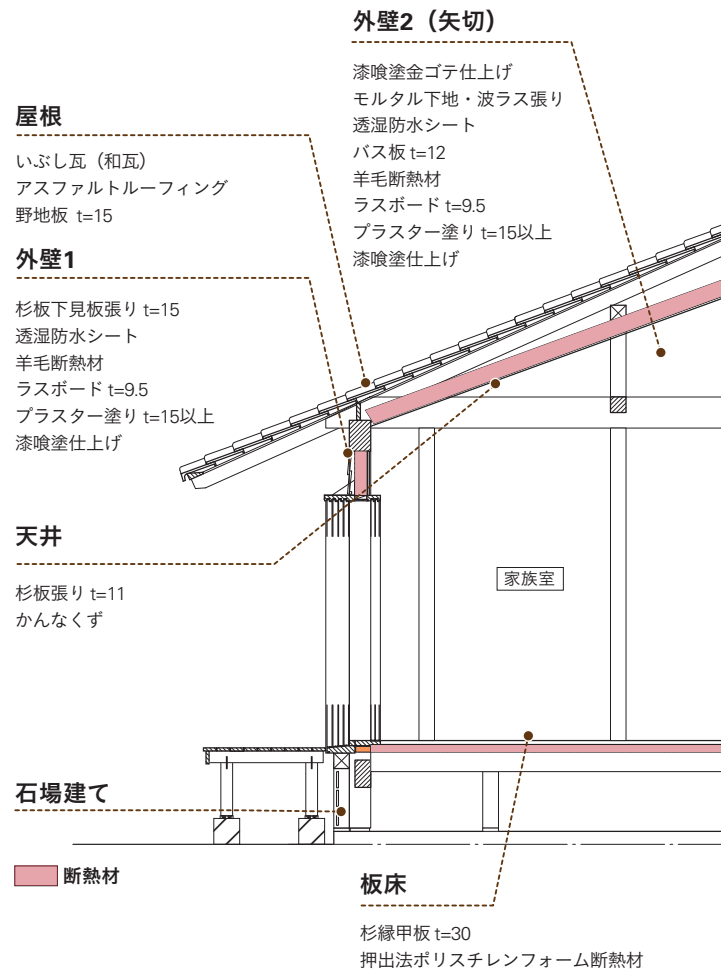 外壁2（矢切）
漆喰塗金ゴテ仕上げ
モルタル下地・波ラス張り
透湿防水シート
バス板 t=12
羊毛断熱材
ラスボード t=9.5
プラスター塗り t=15以上
漆喰塗仕上げ
屋根
いぶし瓦（和瓦）
アスファルトルーフィング
野地板 t=15
外壁1
杉板下見板張り t=15
透湿防水シート
羊毛断熱材
ラスボード t=9.5
プラスター塗り t=15以上
漆喰塗仕上げ
天井
杉板張り t=11
かんなくず
家族室
石場建て
断熱材
板床
杉縁甲板 t=30
押出法ポリスチレンフォーム断熱材